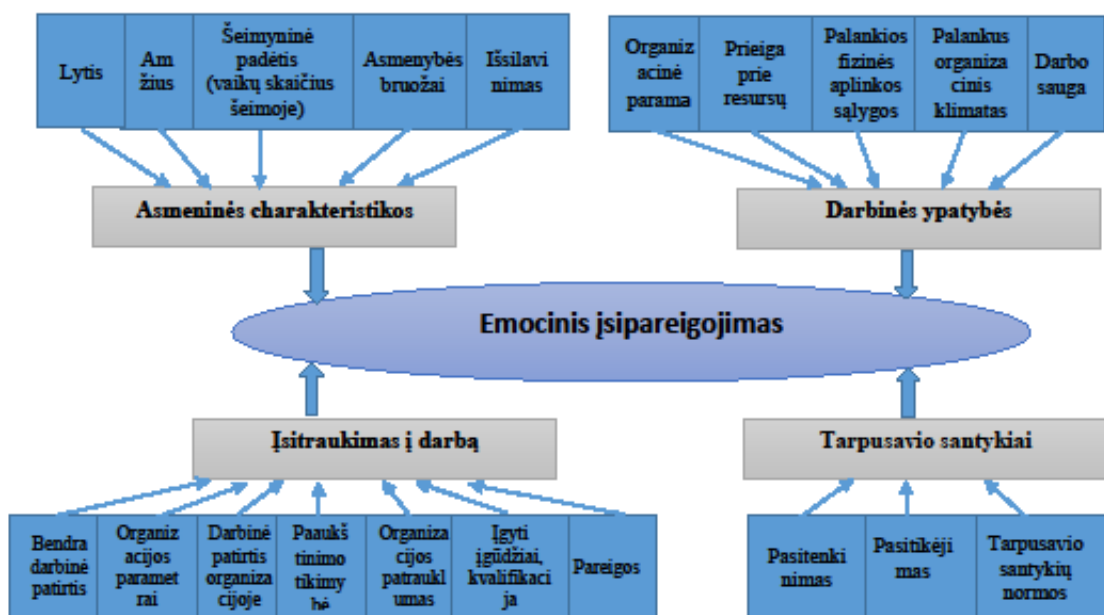 Lytis
Am
žius
Šeimyninė
padėtis
(vaikų skaičius
šeimoje)
Asmenybės
bruožai
Išsilavi
nimas
Organiz
acinė
parama
Prieiga
prie
resursų
Palankios
fizinės
aplinkos
sąlygos
Palankus
organiza
cinis
klimatas
Darbo
sauga
Asmeninės charakteristikos
Darbinės ypatybės
Emocinis įsipareigojimas
Įsitraukimas į darbą
Tarpusavio santykiai
Bendra
darbinė
patirtis
Organiz
acijos
paramet
rai
Darbinė
patirtis
organiza
cijoje
Paaukš
tinimo
tikimy
bė
Organiza
cijos
patraukl
umas
Įgyti
įgūdžiai,
kvalifikaci
ja
Pareigos
Pasitenki
nimas
Pasitikėji
mas
Tarpusavio
santykių
normos